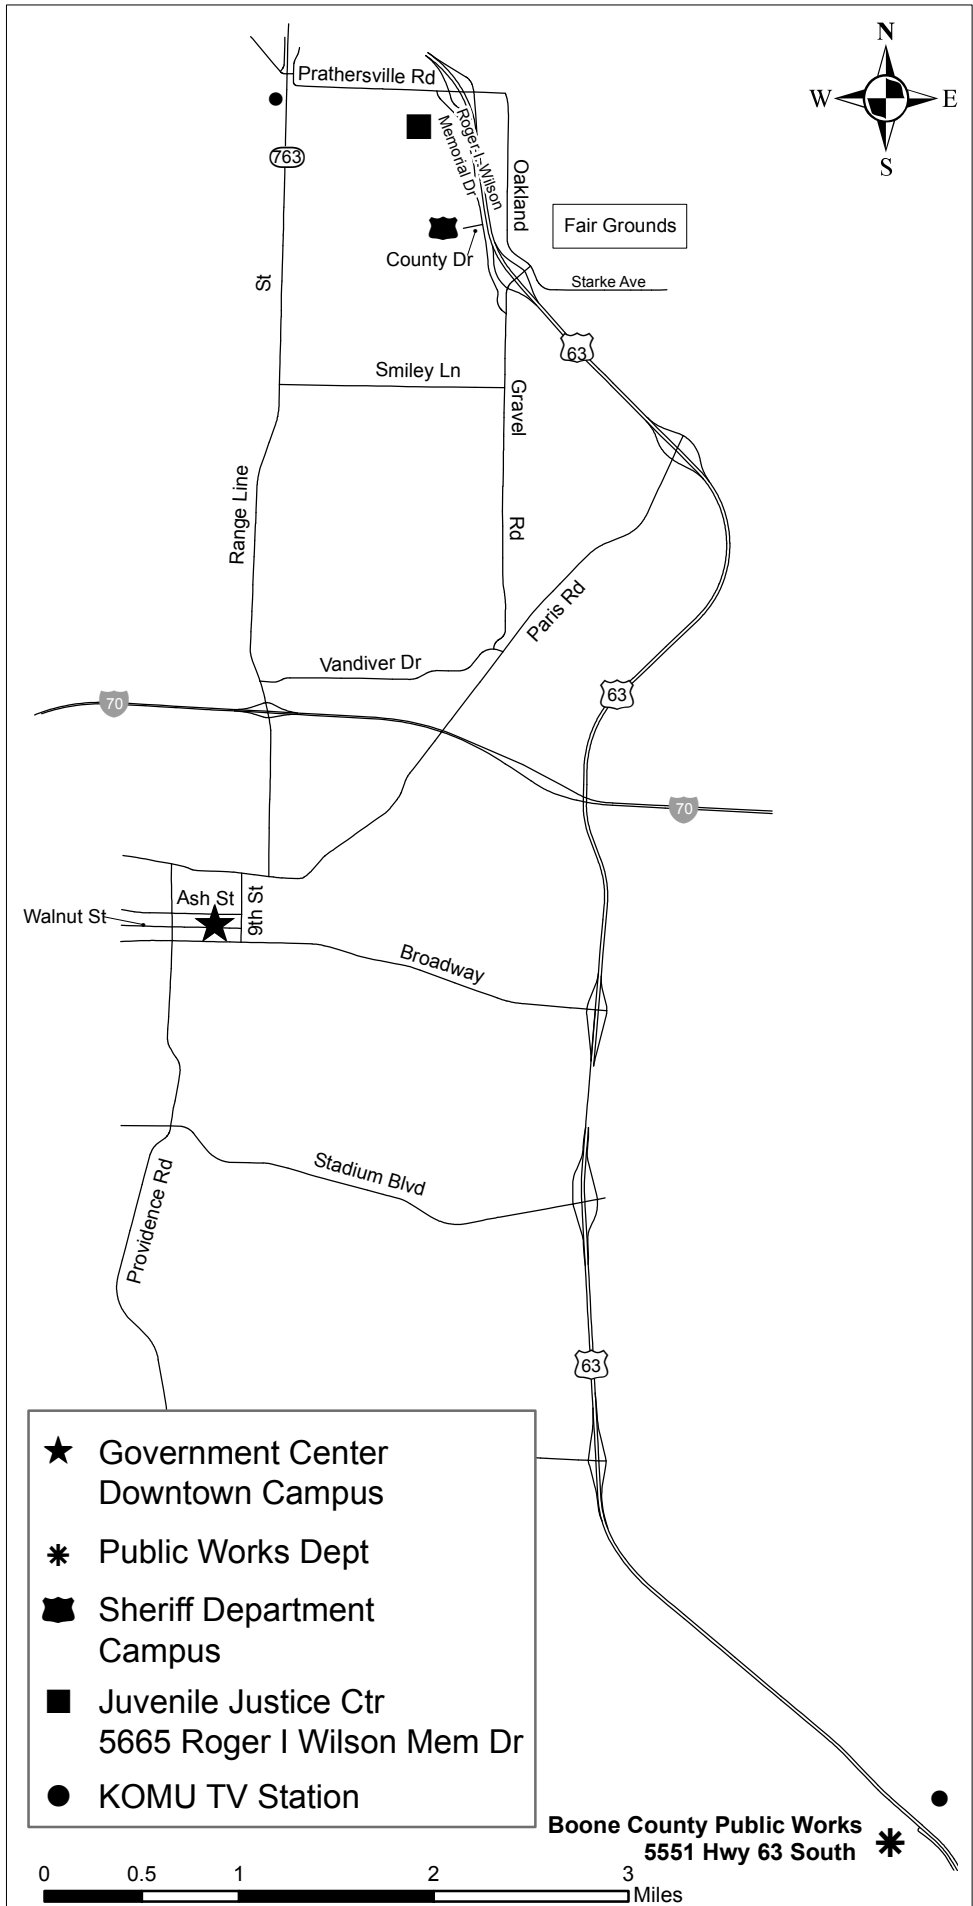 N
W
E
S
Prathersville Rd
763
Roger I. Wilson
Memorial Dr
Oakland
Fair Grounds
County Dr
Starke Ave
St
63
Smiley Ln
Gravel
Range Line
Rd
Paris Rd
Vandiver Dr
63
70
70
Ash St
9th St
Walnut St
Broadway
Stadium Blvd
Providence Rd
63
Government Center
Downtown Campus
Public Works Dept
Sheriff Department
Campus
Juvenile Justice Ctr
5665 Roger I Wilson Mem Dr
KOMU TV Station
Boone County Public Works
5551 Hwy 63 South
0 0.5 1 2 3
Miles